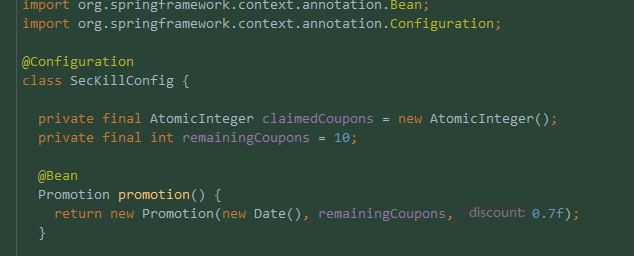 import org.springframework.context.annotation.Bean;
import org.springframework.context.annotation.Configuration;
@Configuration
class SecKillConfig {
private final AtomicInteger claimedCoupons = new AtomicInteger();
private final int remainingCoupons = 10;
@Bean
Promotion promotion() {
return new Promotion(new Date(), remainingCoupons, discount: 0.7f);
}